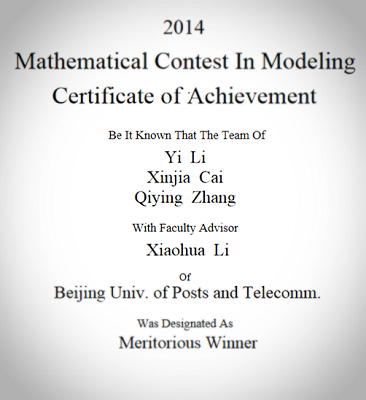 2014
Mathematical Contest In Modeling
Certificate of Achievement
Be It Known That The Team Of
Yi Li
Xinjia Cai
Qiying Zhang
With Faculty Advisor
Xiaohua Li
Of
Beijing Univ. of Posts and Telecomm.
Was Designated As
Meritorious Winner